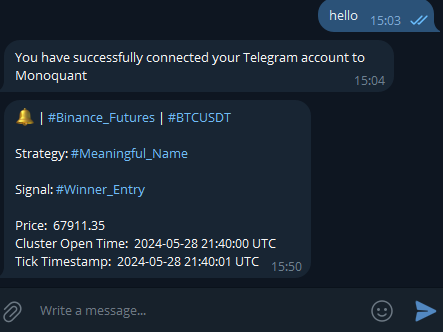 hello 15:03
You have successfully connected your Telegram account to
Monoquant
15:04
🔔 | #Binance_Futures | #BTCUSDT
Strategy: #Meaningful_Name
Signal: #Winner_Entry
Price: 67911.35
Cluster Open Time: 2024-05-28 21:40:00 UTC
Tick Timestamp: 2024-05-28 21:40:01 UTC 15:50
Write a message...